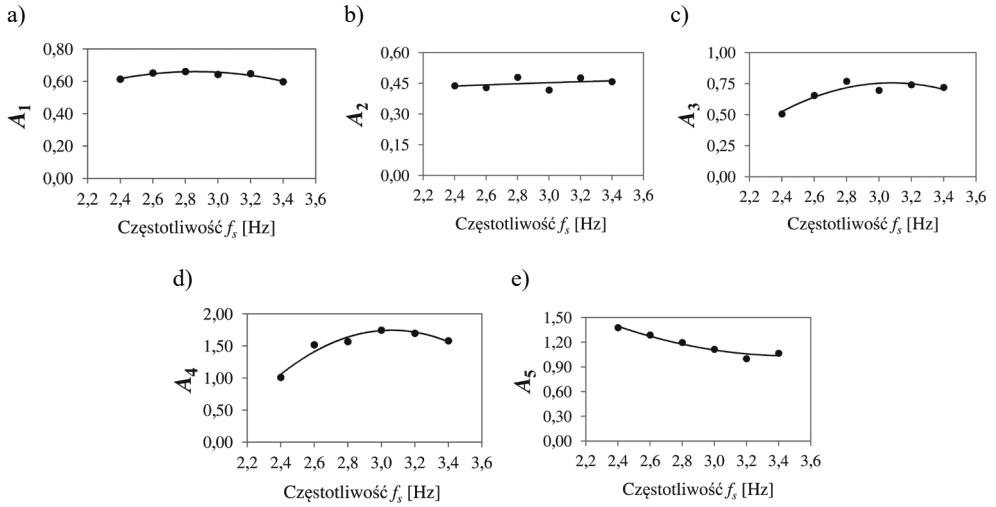 a)
b)
c)
0,80
0,60
0,40
0,20
0,00
A1
2,2 2,4 2,6 2,8 3,0 3,2 3,4 3,6
Częstotliwość fs [Hz]
0,60
0,45
0,30
0,15
0,00
A2
2,2 2,4 2,6 2,8 3,0 3,2 3,4 3,6
Częstotliwość fs [Hz]
1,00
0,75
0,50
0,25
0,00
A3
2,2 2,4 2,6 2,8 3,0 3,2 3,4 3,6
Częstotliwość fs [Hz]
d)
e)
2,00
1,50
1,00
0,50
0,00
A4
2,2 2,4 2,6 2,8 3,0 3,2 3,4 3,6
Częstotliwość fs [Hz]
1,50
1,20
0,90
0,60
0,30
0,00
A5
2,2 2,4 2,6 2,8 3,0 3,2 3,4 3,6
Częstotliwość fs [Hz]